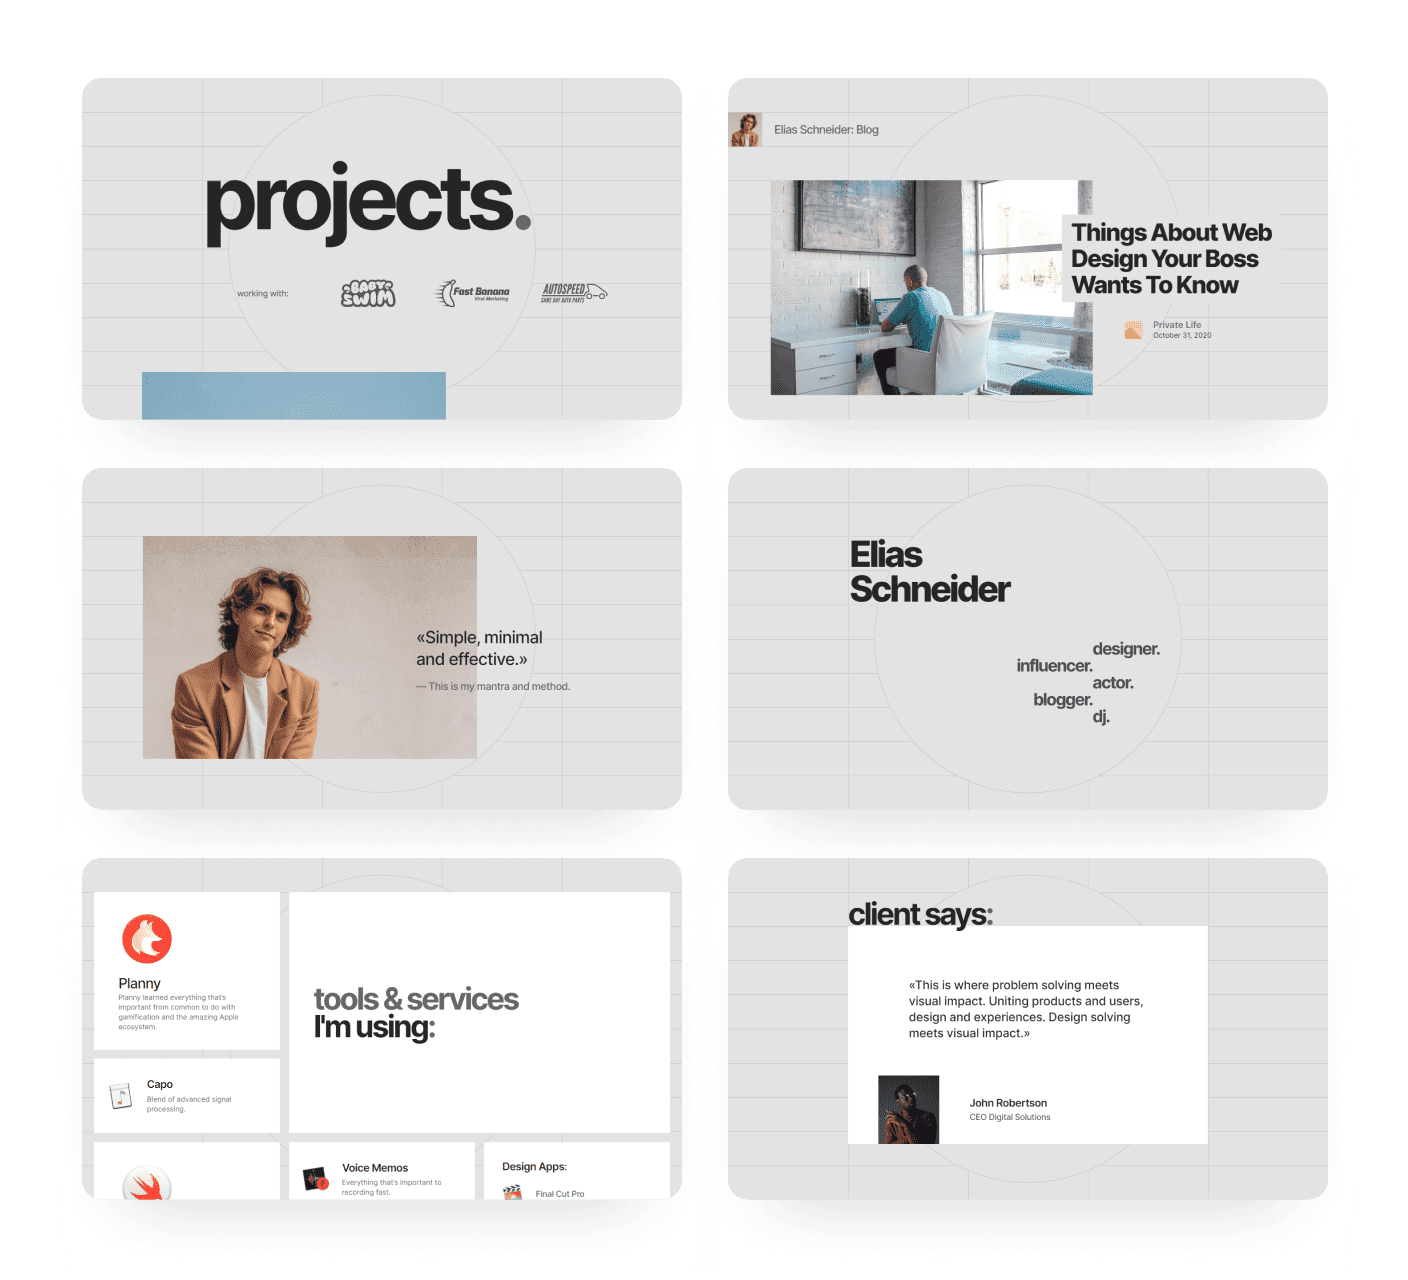 projects.
working with:
BABY
SWIM
Fast Banana
Viral Marketing
AUTOSPEED
SAME DAY AUTO PARTS
Elias Schneider: Blog
Things About Web
Design Your Boss
Wants To Know
Private Life
October 31, 2020
«Simple, minimal
and effective.»
— This is my mantra and method.
Elias
Schneider
designer.
influencer.
actor.
blogger.
dj.
Planny
Planny learned everything that's
important from common to do with
gamification and the amazing Apple
ecosystem.
tools & services
I'm using:
Capo
Blend of advanced signal
processing.
Voice Memos
Everything that's important to
recording fast.
Design Apps:
Final Cut Pro
client says:
«This is where problem solving meets
visual impact. Uniting products and users,
design and experiences. Design solving
meets visual impact.»
John Robertson
CEO Digital Solutions